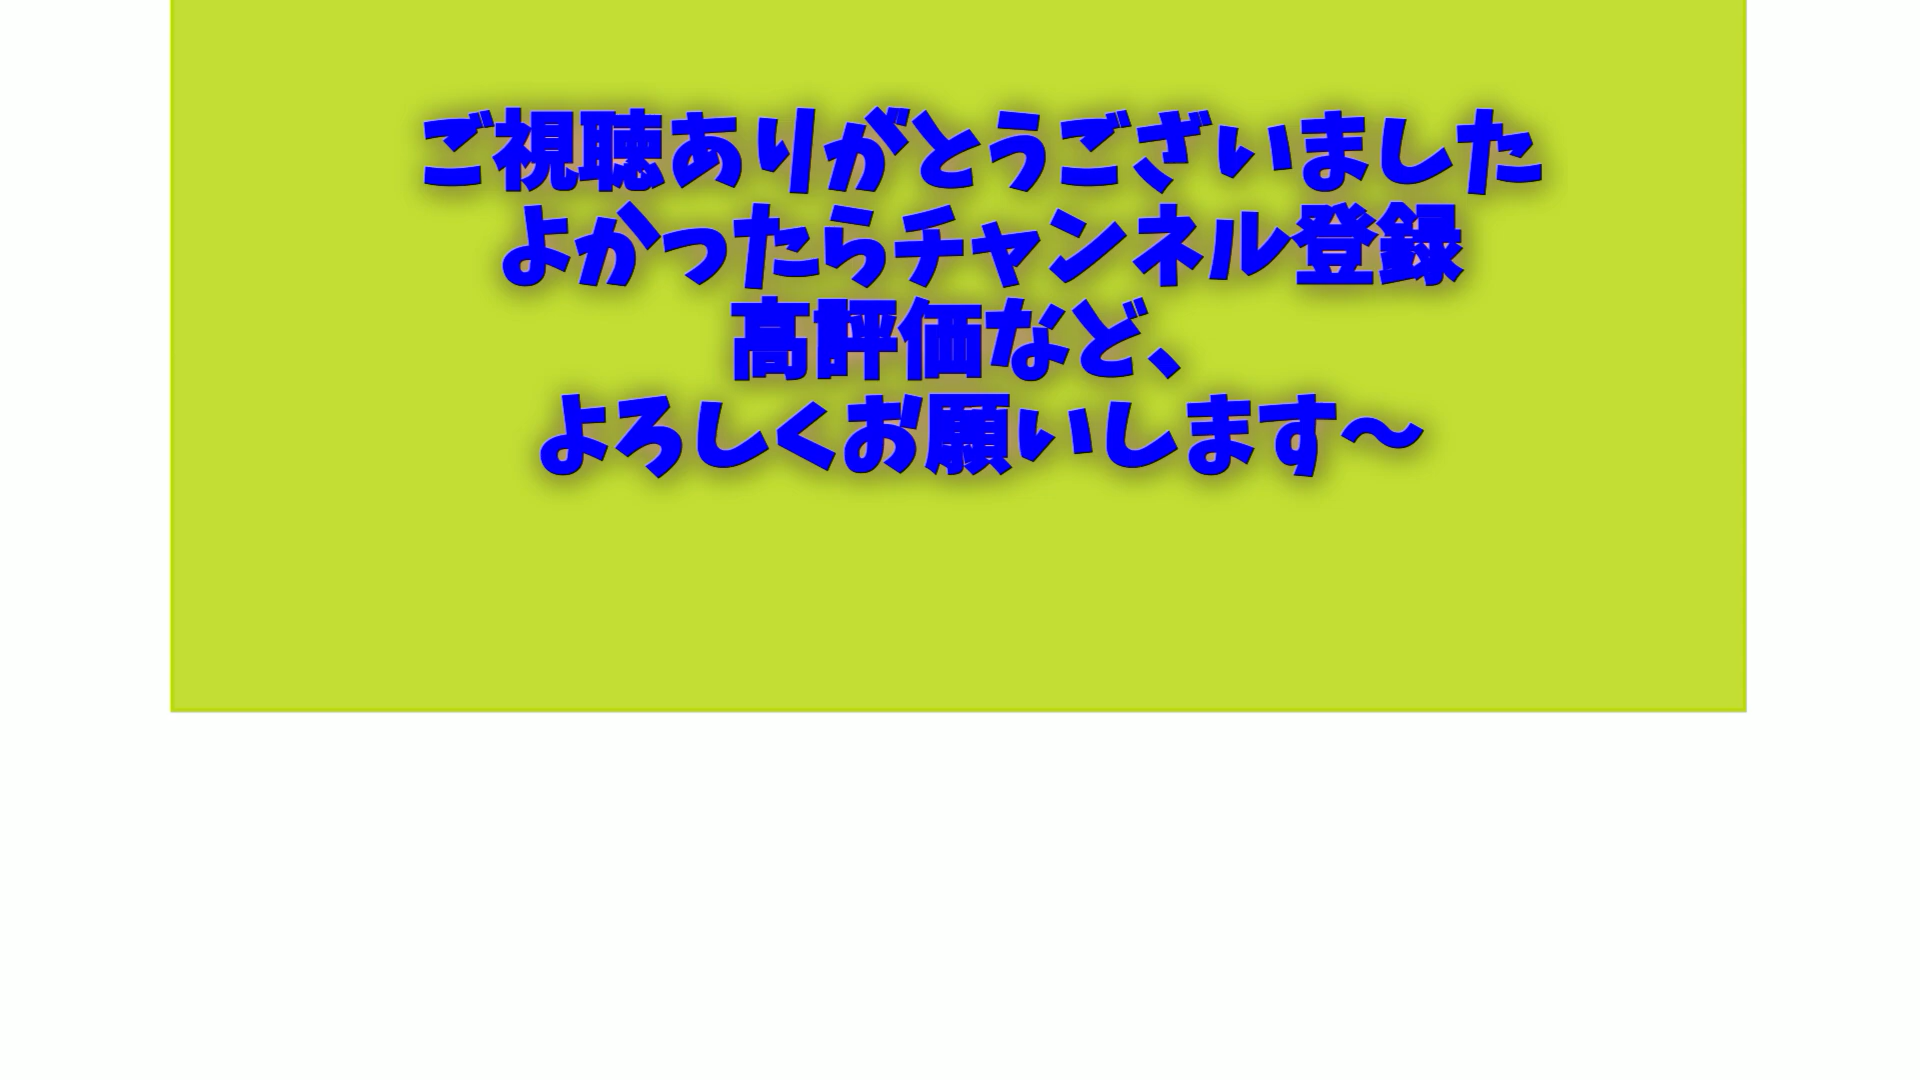 ご視聴ありがとうございました
よかったらチャンネル登録
高評価など、
よろしくお願いします～